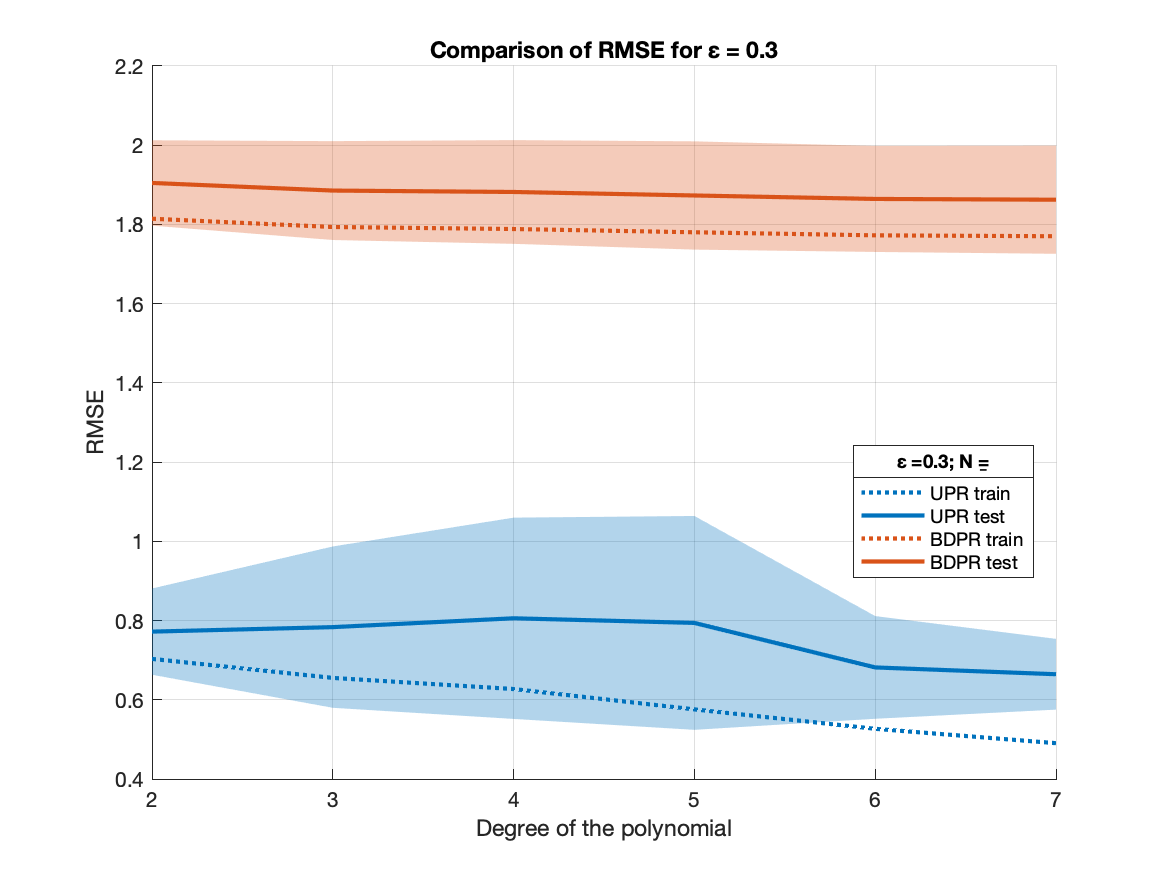 Comparison of RMSE for ε = 0.3
2.2
2
1.8
1.6
1.4
1.2
1
0.8
0.6
0.4
RMSE
ε =0.3; N =
UPR train
UPR test
BDPR train
BDPR test
2 3 4 5 6 7
Degree of the polynomial